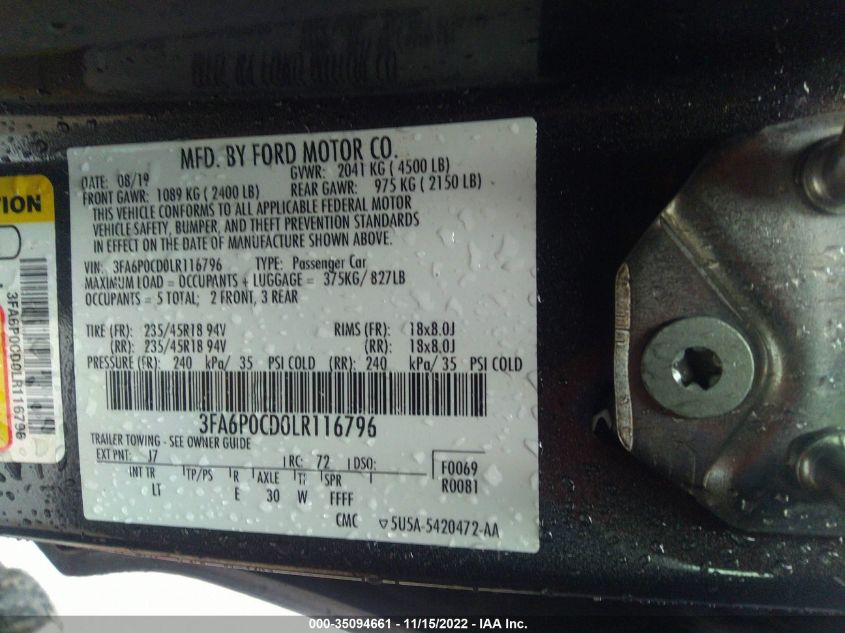 MFD. BY FORD MOTOR CO.
DATE: 08/19 GVWR: 2041 KG ( 4500 LB)
FRONT GAWR: 1089 KG ( 2400 LB) REAR GAWR: 975 KG ( 2150 LB)
THIS VEHICLE CONFORMS TO ALL APPLICABLE FEDERAL MOTOR
VEHICLE SAFETY, BUMPER, AND THEFT PREVENTION STANDARDS
IN EFFECT ON THE DATE OF MANUFACTURE SHOWN ABOVE.
VIN: 3FA6P0CD0LR116796 TYPE: Passenger Car
MAXIMUM LOAD = OCCUPANTS + LUGGAGE = 375KG/ 827LB
OCCUPANTS = 5 TOTAL; 2 FRONT, 3 REAR
TIRE (FR): 235/45R18 94V RIMS (FR): 18x8.0J
(RR): 235/45R18 94V (RR): 18x8.0J
PRESSURE (FR): 240 kPa/ 35 PSI COLD (RR): 240 kPa/ 35 PSI COLD
3FA6P0CD0LR116796
TRAILER TOWING - SEE OWNER GUIDE
EXT PNT: J7 RC: 72 DSO:
INT TR TP/PS R AXLE TR SPR
LT E 30 W FFFF
F0069
R0081
CMC 5U5A-5420472-AA
3FA6P0CD0LR116796
000-35094661 - 11/15/2022 - IAA Inc.